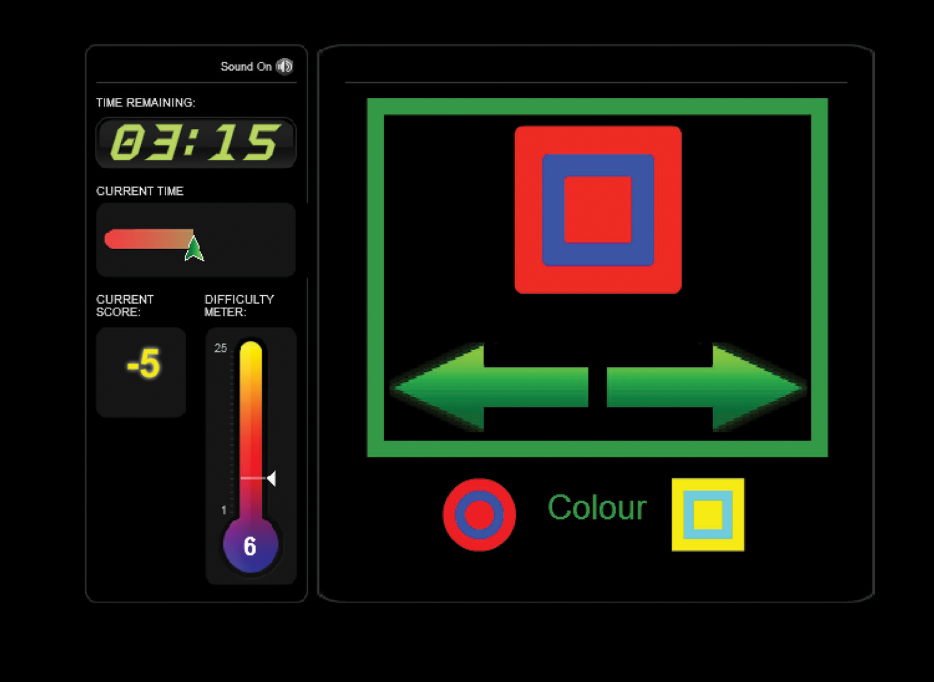 Sound On
TIME REMAINING:
03:15
CURRENT TIME
CURRENT
SCORE:
-5
DIFFICULTY
METER:
25
1
6
Colour